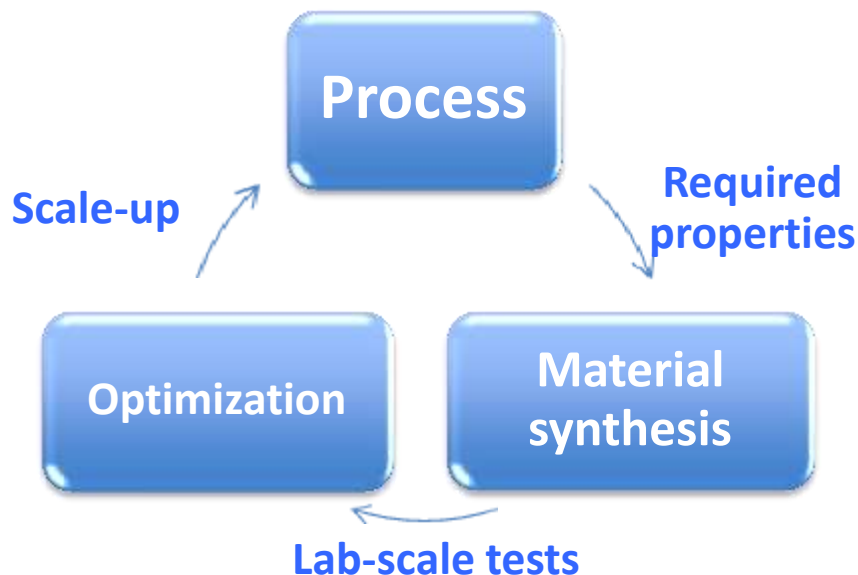 Process
Scale-up
Required
properties
Optimization
Material
synthesis
Lab-scale tests